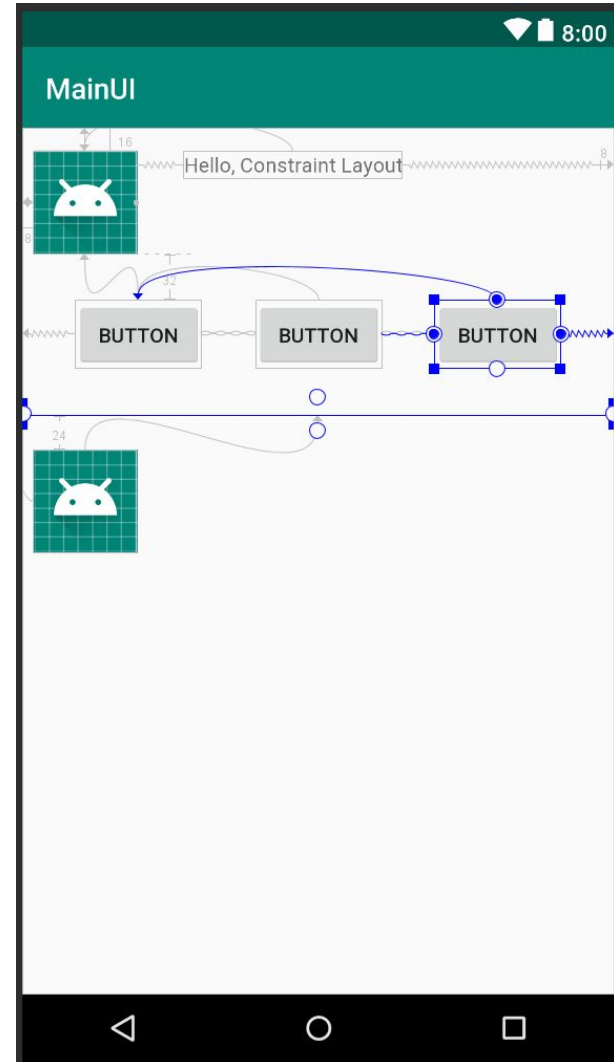 8:00
MainUI
16
8
Hello, Constraint Layout
8
32
BUTTON BUTTON BUTTON
24